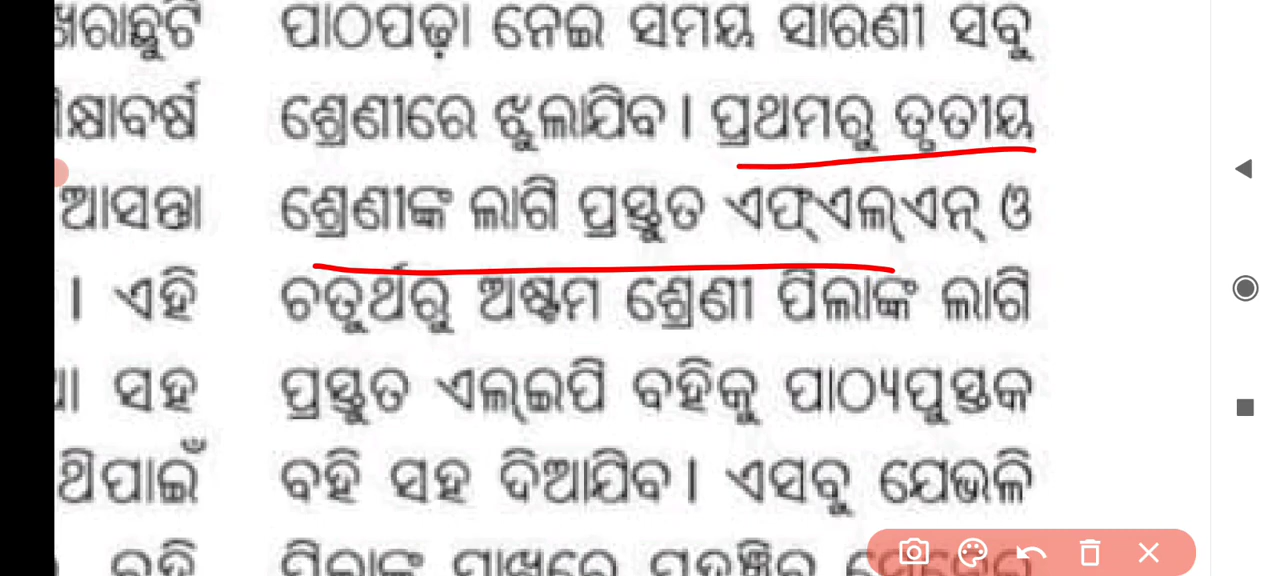 ପାଠପଢ଼ା ନେଇ ସମୟ ସାରଣୀ ସବୁ
ଶ୍ରେଣୀରେ ଝୁଲାଯିବ । ପ୍ରଥମରୁ ତୃତୀୟ
ଶ୍ରେଣୀଙ୍କ ଲାଗି ପ୍ରସ୍ତୁତ ଏଫ୍ଏଲ୍ଏନ୍ ଓ
ଚତୁର୍ଥରୁ ଅଷ୍ଟମ ଶ୍ରେଣୀ ପିଲାଙ୍କ ଲାଗି
ପ୍ରସ୍ତୁତ ଏଲ୍ଇପି ବହିକୁ ପାଠ୍ୟପୁସ୍ତକ
ବହି ସହ ଦିଆଯିବ । ଏସବୁ ଯେଭଳି
ଆସନ୍ତା
। ଏହି
ସହ